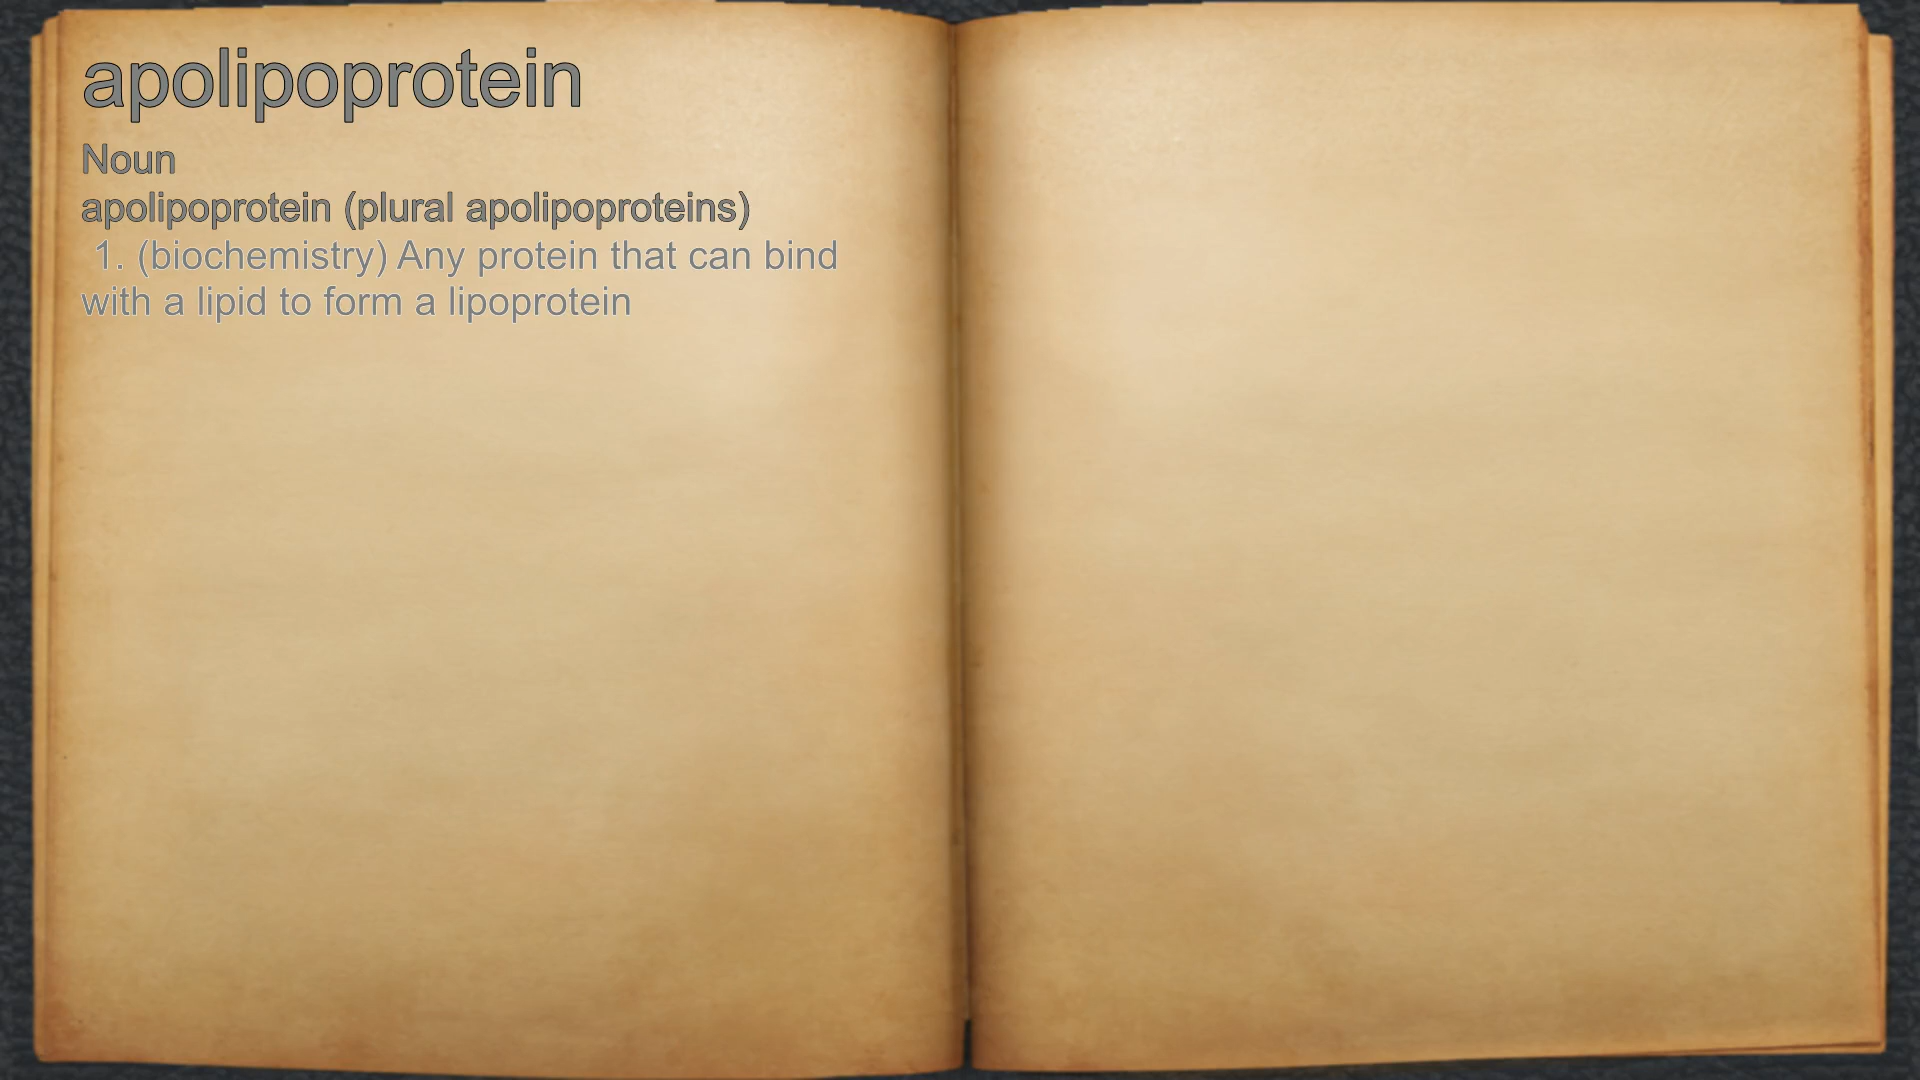 apolipoprotein
Noun
apolipoprotein (plural apolipoproteins)
1. (biochemistry) Any protein that can bind
with a lipid to form a lipoprotein